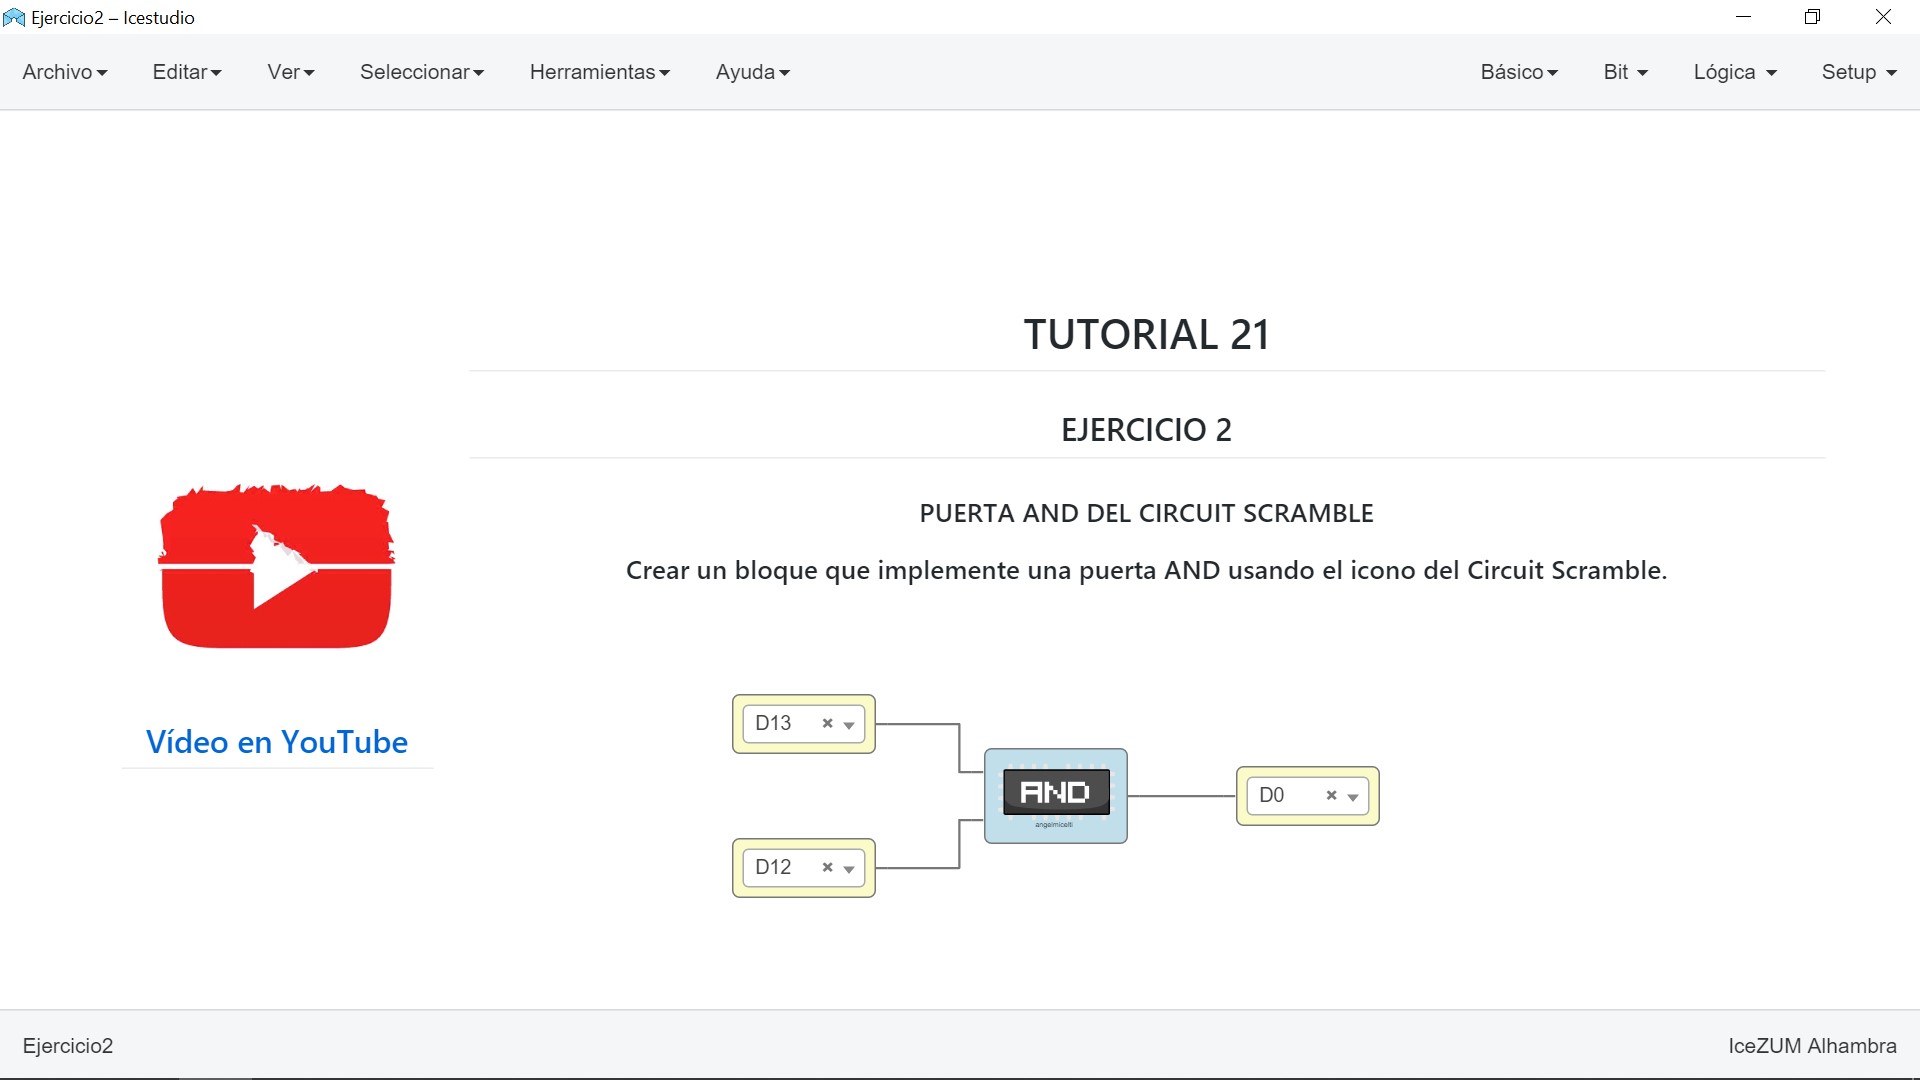 Ejercicio2 – Icestudio
Archivo Editar Ver Seleccionar Herramientas Ayuda Básico Bit Lógica Setup
TUTORIAL 21
EJERCICIO 2
PUERTA AND DEL CIRCUIT SCRAMBLE
Crear un bloque que implemente una puerta AND usando el icono del Circuit Scramble.
Vídeo en YouTube
D13
AND
D0
D12
Ejercicio2 IceZUM Alhambra